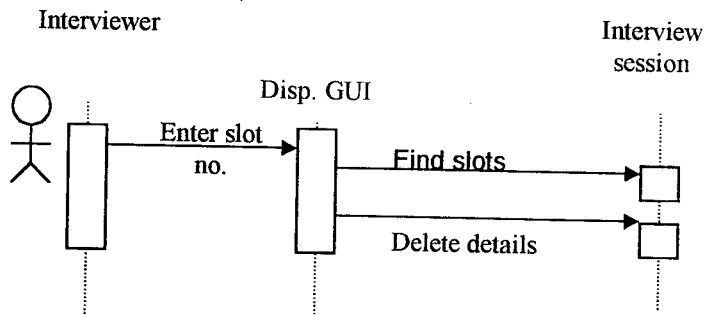 Interviewer
Interview
session
Disp. GUI
Enter slot
no.
Find slots
Delete details